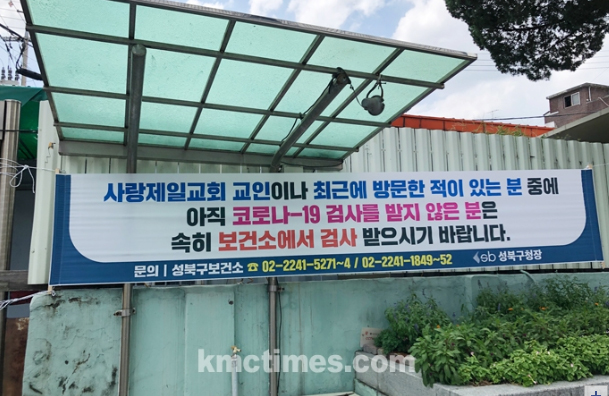 사랑제일교회 교인이나 최근에 방문한 적이 있는 분 중에
아직 코로나-19 검사를 받지 않은 분은
속히 보건소에서 검사 받으시기 바랍니다.
문의 | 성북구보건소 ☎ 02-2241-5271~4 / 02-2241-1849~52
sb 성북구청장
kmctimes.com